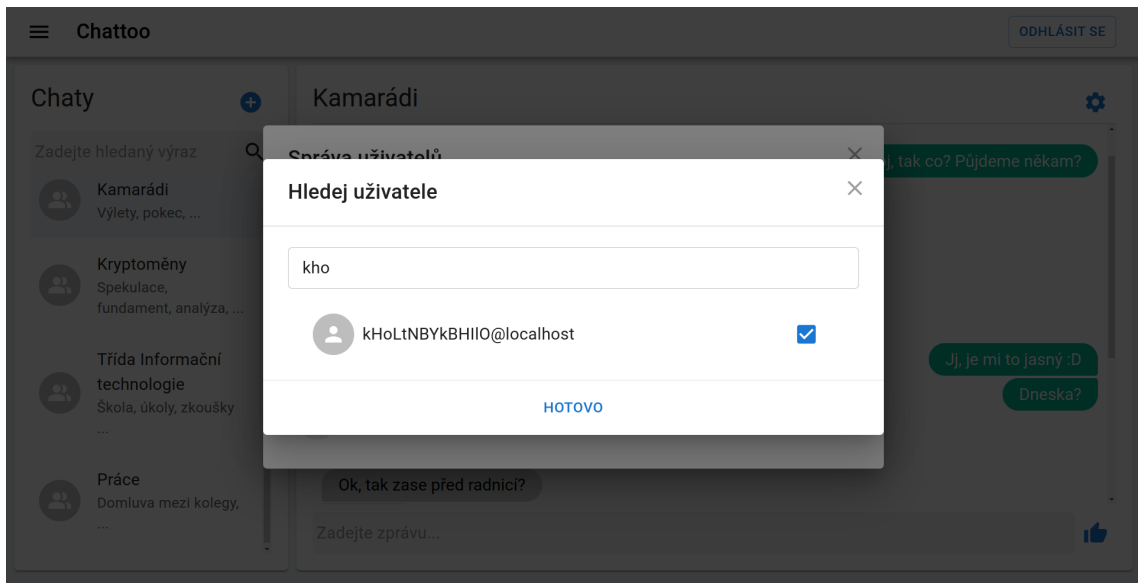 Chattoo
ODHLÁSIT SE
Chaty
Zadejte hledaný výraz
Kamarádi
Výlety, pokec, ...
Kryptoměny
Spekulace,
fundament, analýza, ...
Třída Informační
technologie
Škola, úkoly, zkoušky
...
Práce
Domluva mezi kolegy,
...
Kamarádi
tak co? Půjdeme někam?
Jj, je mi to jasný :D
Dneska?
Ok, tak zase před radnicí?
Zadejte zprávu...
Správa uživatelů
Hledej uživatele
kho
kHoLtNBYkBHIlO@localhost
HOTOVO